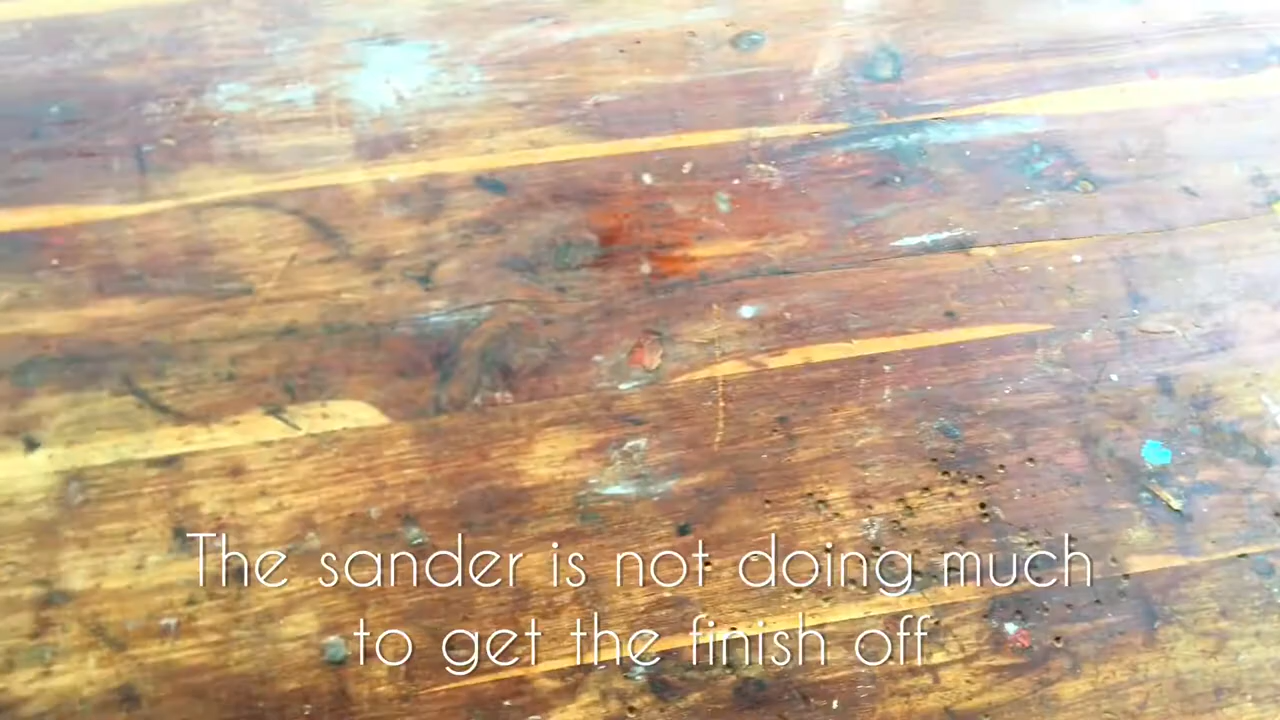 The sander is not doing much
to get the finish off